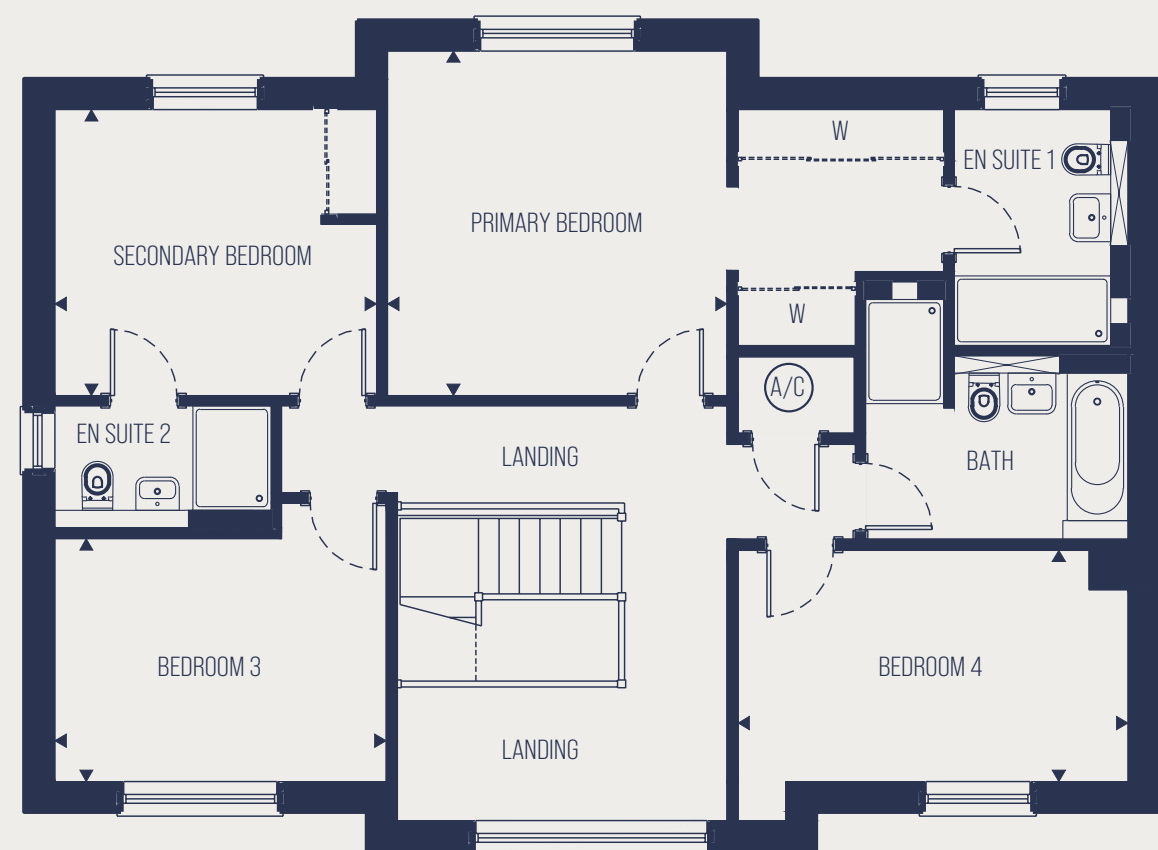 W
EN SUITE 1
PRIMARY BEDROOM
SECONDARY BEDROOM
W
A/C
EN SUITE 2
LANDING
BATH
BEDROOM 3
BEDROOM 4
LANDING